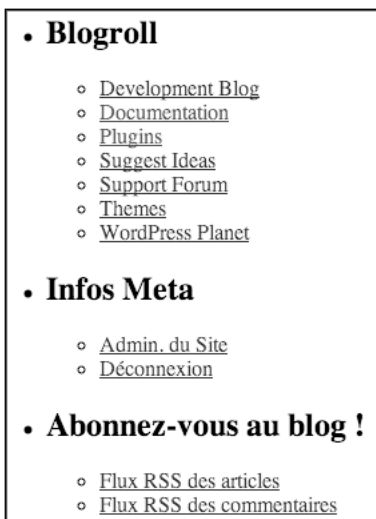 Blogroll
Development Blog
Documentation
Plugins
Suggest Ideas
Support Forum
Themes
WordPress Planet
Infos Meta
Admin. du Site
Déconnexion
Abonnez-vous au blog !
Flux RSS des articles
Flux RSS des commentaires